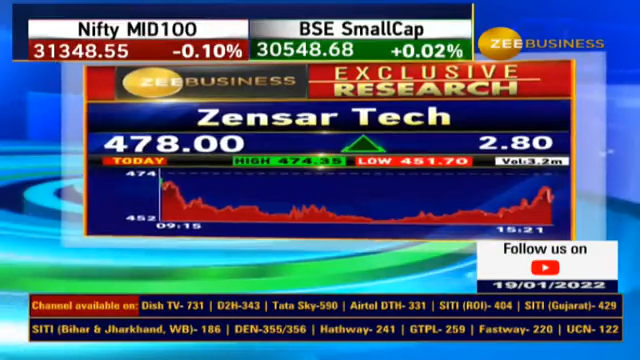 Nifty MID100
31348.55 -0.10%
BSE SmallCap
30548.68 +0.02%
ZEEBUSINESS
ZEEBUSINESS
EXCLUSIVE
RESEARCH
Zensar Tech
478.00 2.80
TODAY HIGH 474.35 LOW 451.70 Vol:3.2m
474
452
09:15 15:21
Follow us on
19/01/2022
Channel available on: Dish TV- 731 | D2H-343 | Tata Sky-590 | Airtel DTH- 331 | SITI (ROI)- 404 | SITI (Gujarat)- 429
SITI (Bihar & Jharkhand, WB)- 186 | DEN-355/356 | Hathway- 241 | GTPL- 259 | Fastway- 220 | UCN- 122